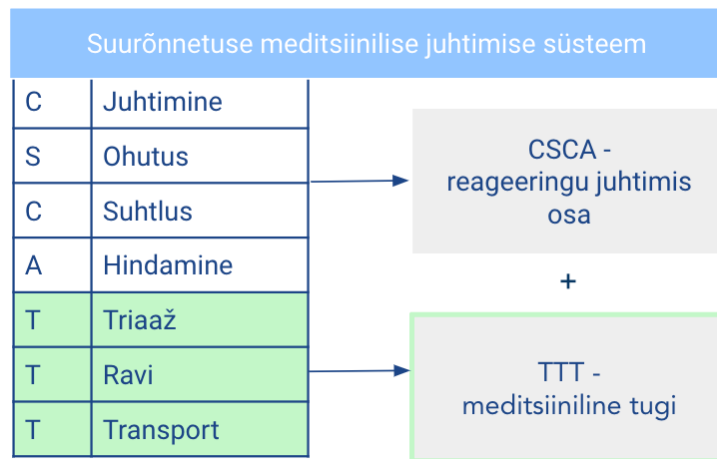 Suurõnnetuse meditsiinilise juhtimise süsteem
C Juhtimine
S Ohutus
C Suhtlus
A Hindamine
T Triaaž
T Ravi
T Transport
CSCA -
reageeringu juhtimis
osa
+
TTT -
meditsiiniline tugi